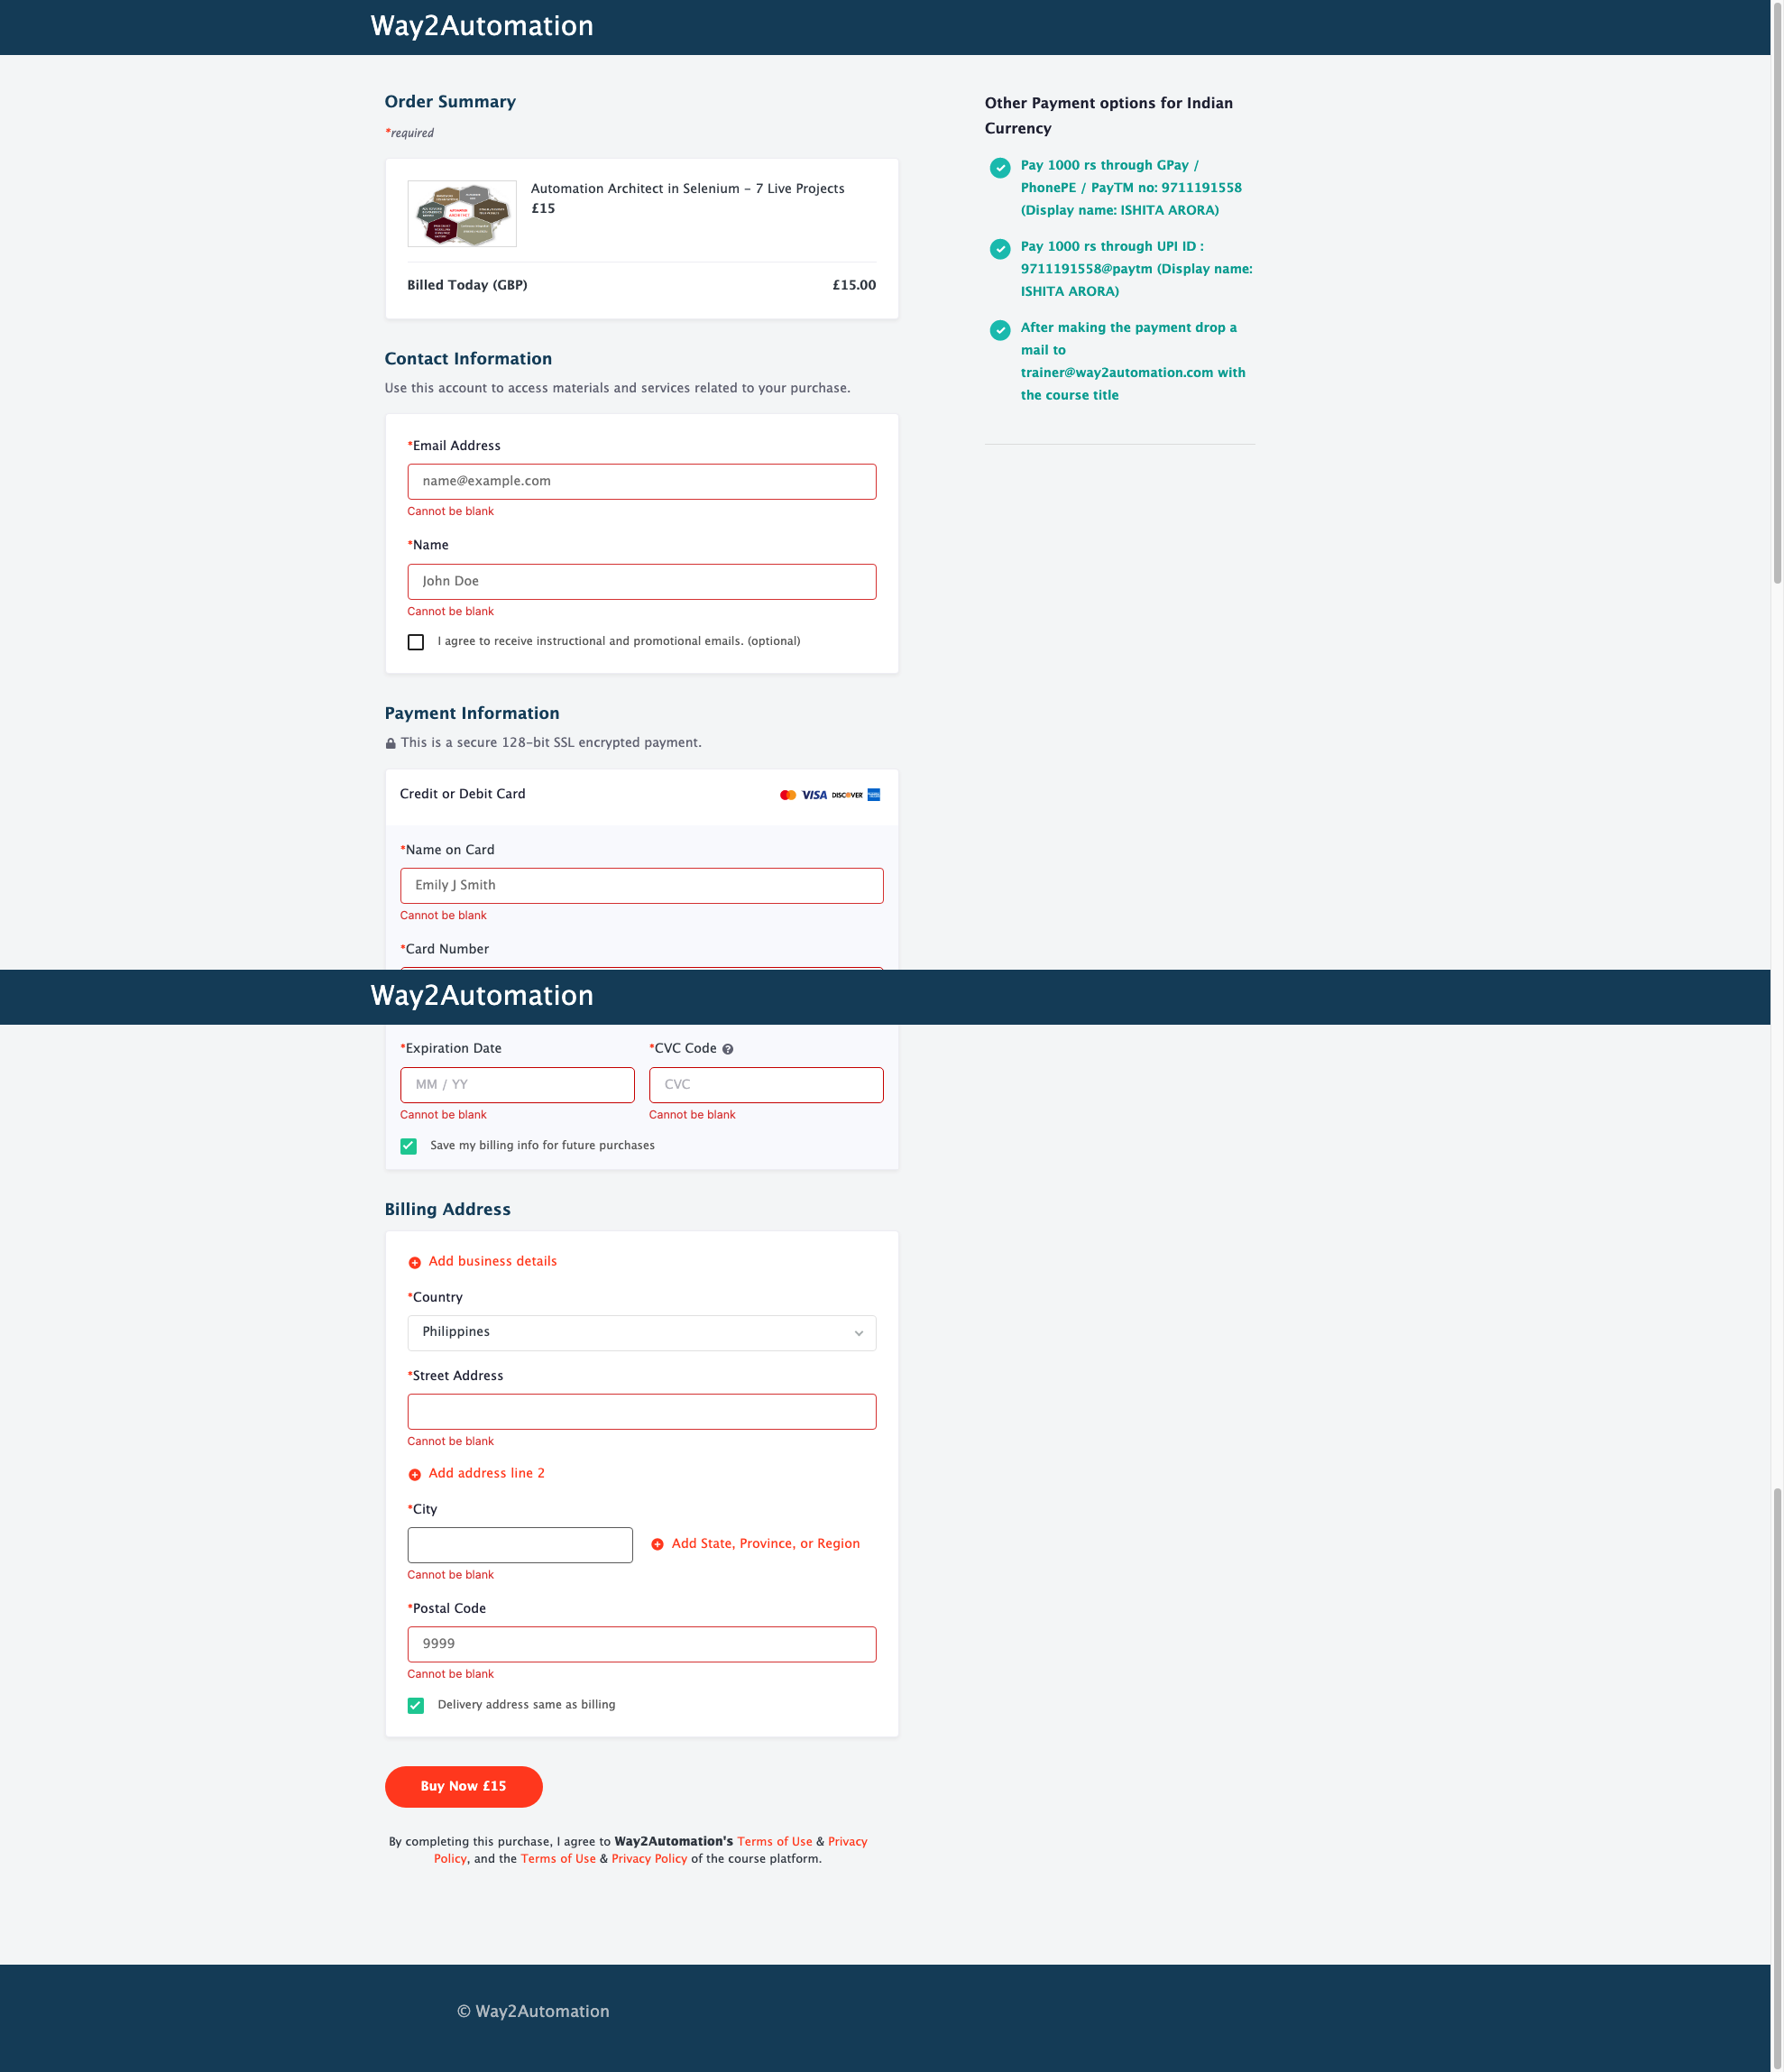 Way2Automation
Order Summary
*required
Automation Architect in Selenium - 7 Live Projects
£15
Billed Today (GBP) £15.00
Contact Information
Use this account to access materials and services related to your purchase.
*Email Address
name@example.com
Cannot be blank
*Name
John Doe
Cannot be blank
I agree to receive instructional and promotional emails. (optional)
Payment Information
This is a secure 128-bit SSL encrypted payment.
Credit or Debit Card VISA DISCOVER
*Name on Card
Emily J Smith
Cannot be blank
*Card Number
Other Payment options for Indian
Currency
Pay 1000 rs through GPay /
PhonePE / PayTM no: 9711191558
(Display name: ISHITA ARORA)
Pay 1000 rs through UPI ID :
9711191558@paytm (Display name:
ISHITA ARORA)
After making the payment drop a
mail to
trainer@way2automation.com with
the course title
Way2Automation
*Expiration Date *CVC Code ?
MM / YY CVC
Cannot be blank Cannot be blank
Save my billing info for future purchases
Billing Address
Add business details
*Country
Philippines
*Street Address
Cannot be blank
Add address line 2
*City
Add State, Province, or Region
Cannot be blank
*Postal Code
9999
Cannot be blank
Delivery address same as billing
Buy Now £15
By completing this purchase, I agree to Way2Automation's Terms of Use & Privacy
Policy, and the Terms of Use & Privacy Policy of the course platform.
© Way2Automation